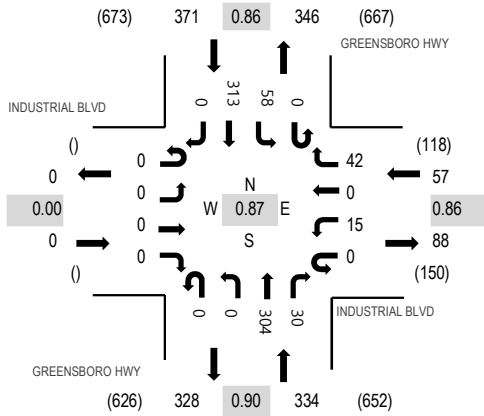 (673) 371 0.86 346 (667)
GREENSBORO HWY
0 313 58 0
INDUSTRIAL BLVD
() (118)
0 0 42 57
0 N 0
0.00 W 0.87 E 0.86
0 0 S 15 88
0 0
() (150)
0 0 304 30
INDUSTRIAL BLVD
GREENSBORO HWY
(626) 328 0.90 334 (652)